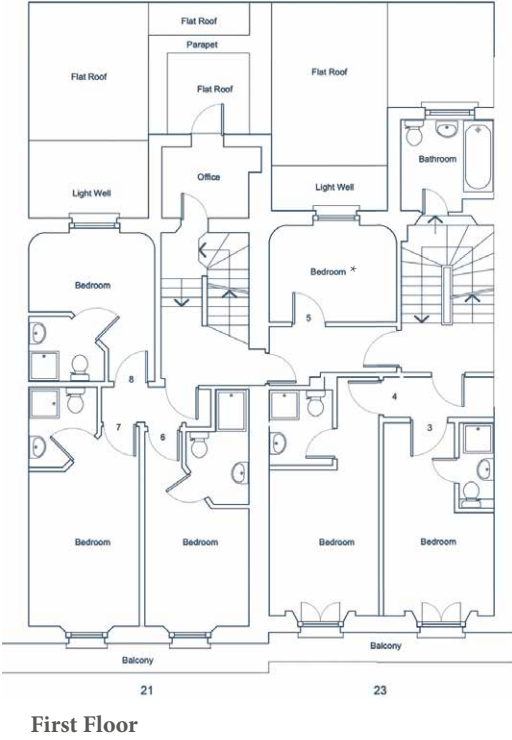 Flat Roof
Parapet
Flat Roof
Flat Roof
Flat Roof
Bathroom
Office
Light Well
Light Well
Bedroom *
Bedroom
5
8
4
7
6
3
Bedroom
Bedroom
Bedroom
Bedroom
Balcony
Balcony
21
23
First Floor